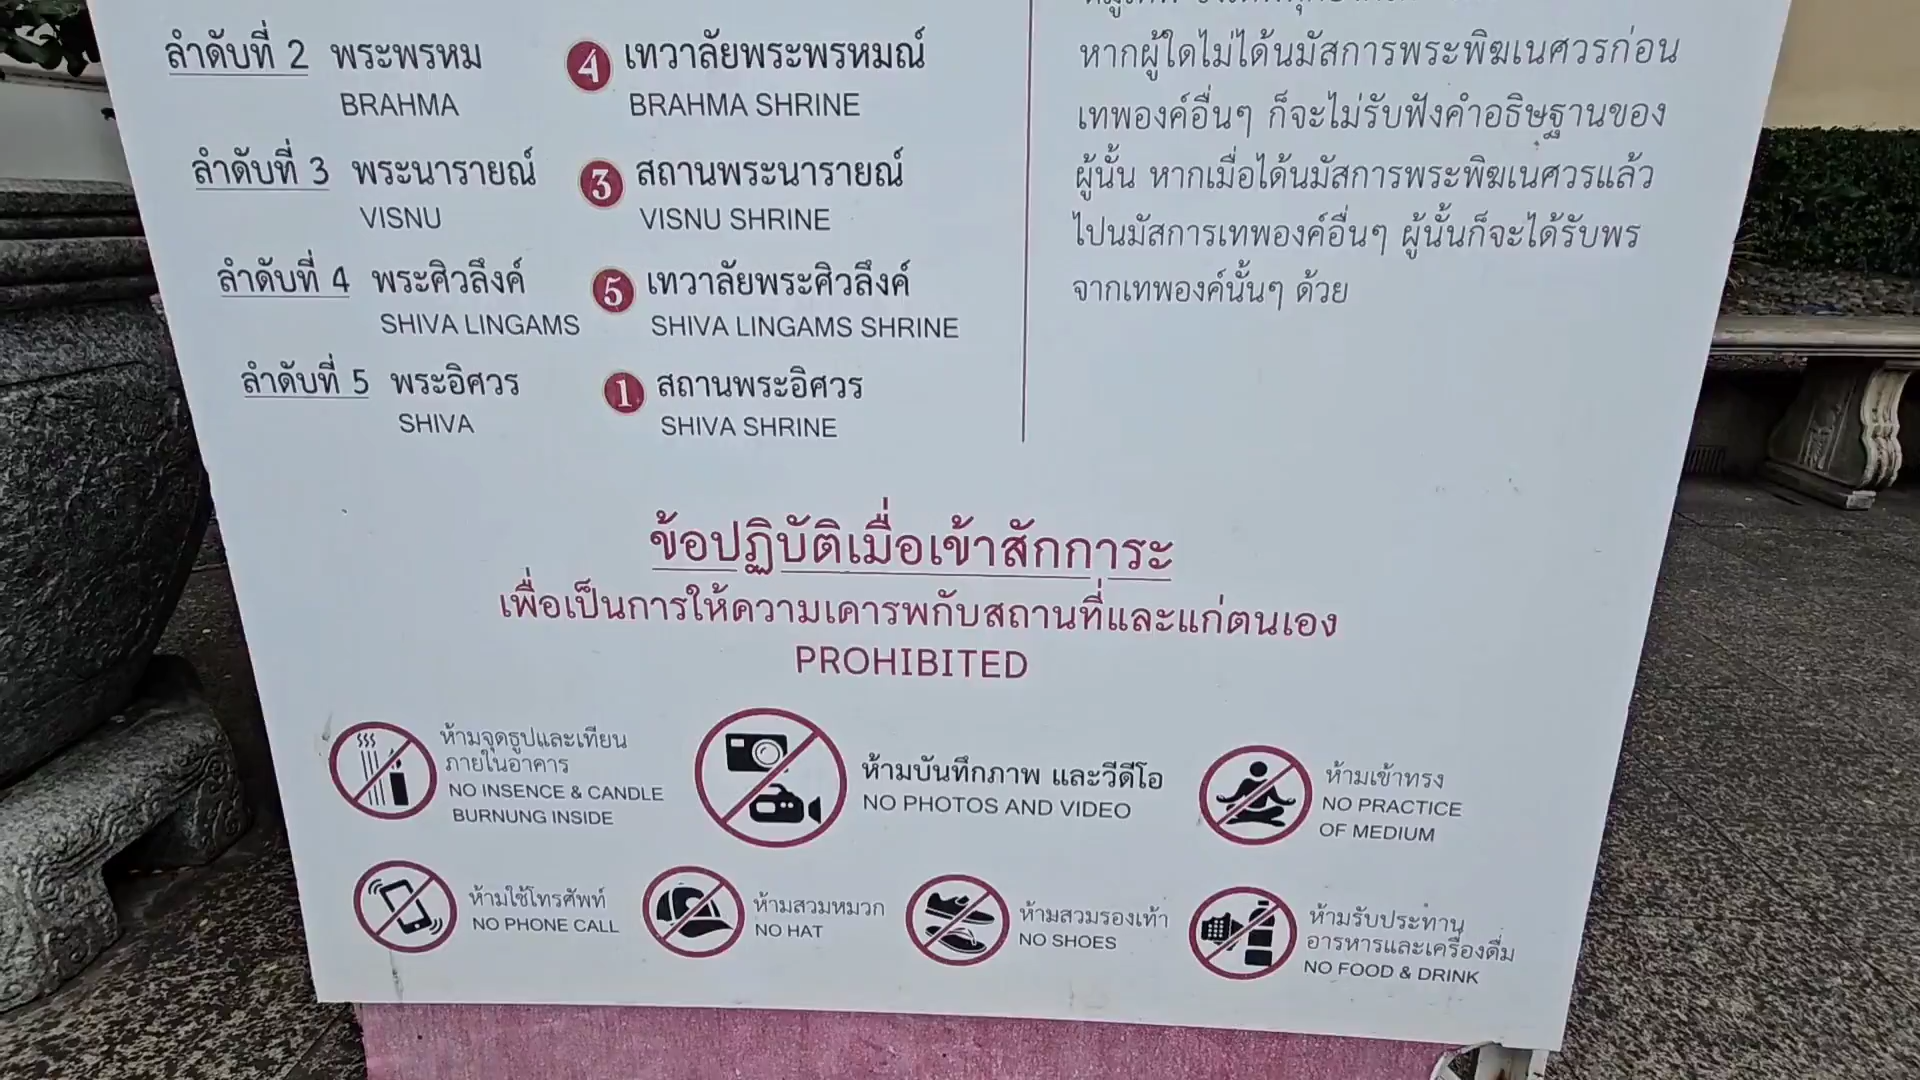 ลำดับที่ 2 พระพรหม
BRAHMA
4 เทวาลัยพระพรหมณ์
BRAHMA SHRINE
ลำดับที่ 3 พระนารายณ์
VISNU
3 สถานพระนารายณ์
VISNU SHRINE
ลำดับที่ 4 พระศิวลึงค์
SHIVA LINGAMS
5 เทวาลัยพระศิวลึงค์
SHIVA LINGAMS SHRINE
ลำดับที่ 5 พระอิศวร
SHIVA
1 สถานพระอิศวร
SHIVA SHRINE
หากผู้ใดไม่ได้นมัสการพระพิฆเนศวรก่อน
เทพองค์อื่นๆ ก็จะไม่รับฟังคำอธิษฐานของ
ผู้นั้น หากเมื่อได้นมัสการพระพิฆเนศวรแล้ว
ไปนมัสการเทพองค์อื่นๆ ผู้นั้นก็จะได้รับพร
จากเทพองค์นั้นๆ ด้วย
ข้อปฏิบัติเมื่อเข้าสักการะ
เพื่อเป็นการให้ความเคารพกับสถานที่และแก่ตนเอง
PROHIBITED
ห้ามจุดธูปและเทียน
ภายในอาคาร
NO INSENCE & CANDLE
BURNUNG INSIDE
ห้ามบันทึกภาพ และวีดีโอ
NO PHOTOS AND VIDEO
ห้ามเข้าทรง
NO PRACTICE
OF MEDIUM
ห้ามใช้โทรศัพท์
NO PHONE CALL
ห้ามสวมหมวก
NO HAT
ห้ามสวมรองเท้า
NO SHOES
ห้ามรับประทาน
อารหารและเครื่องดื่ม
NO FOOD & DRINK